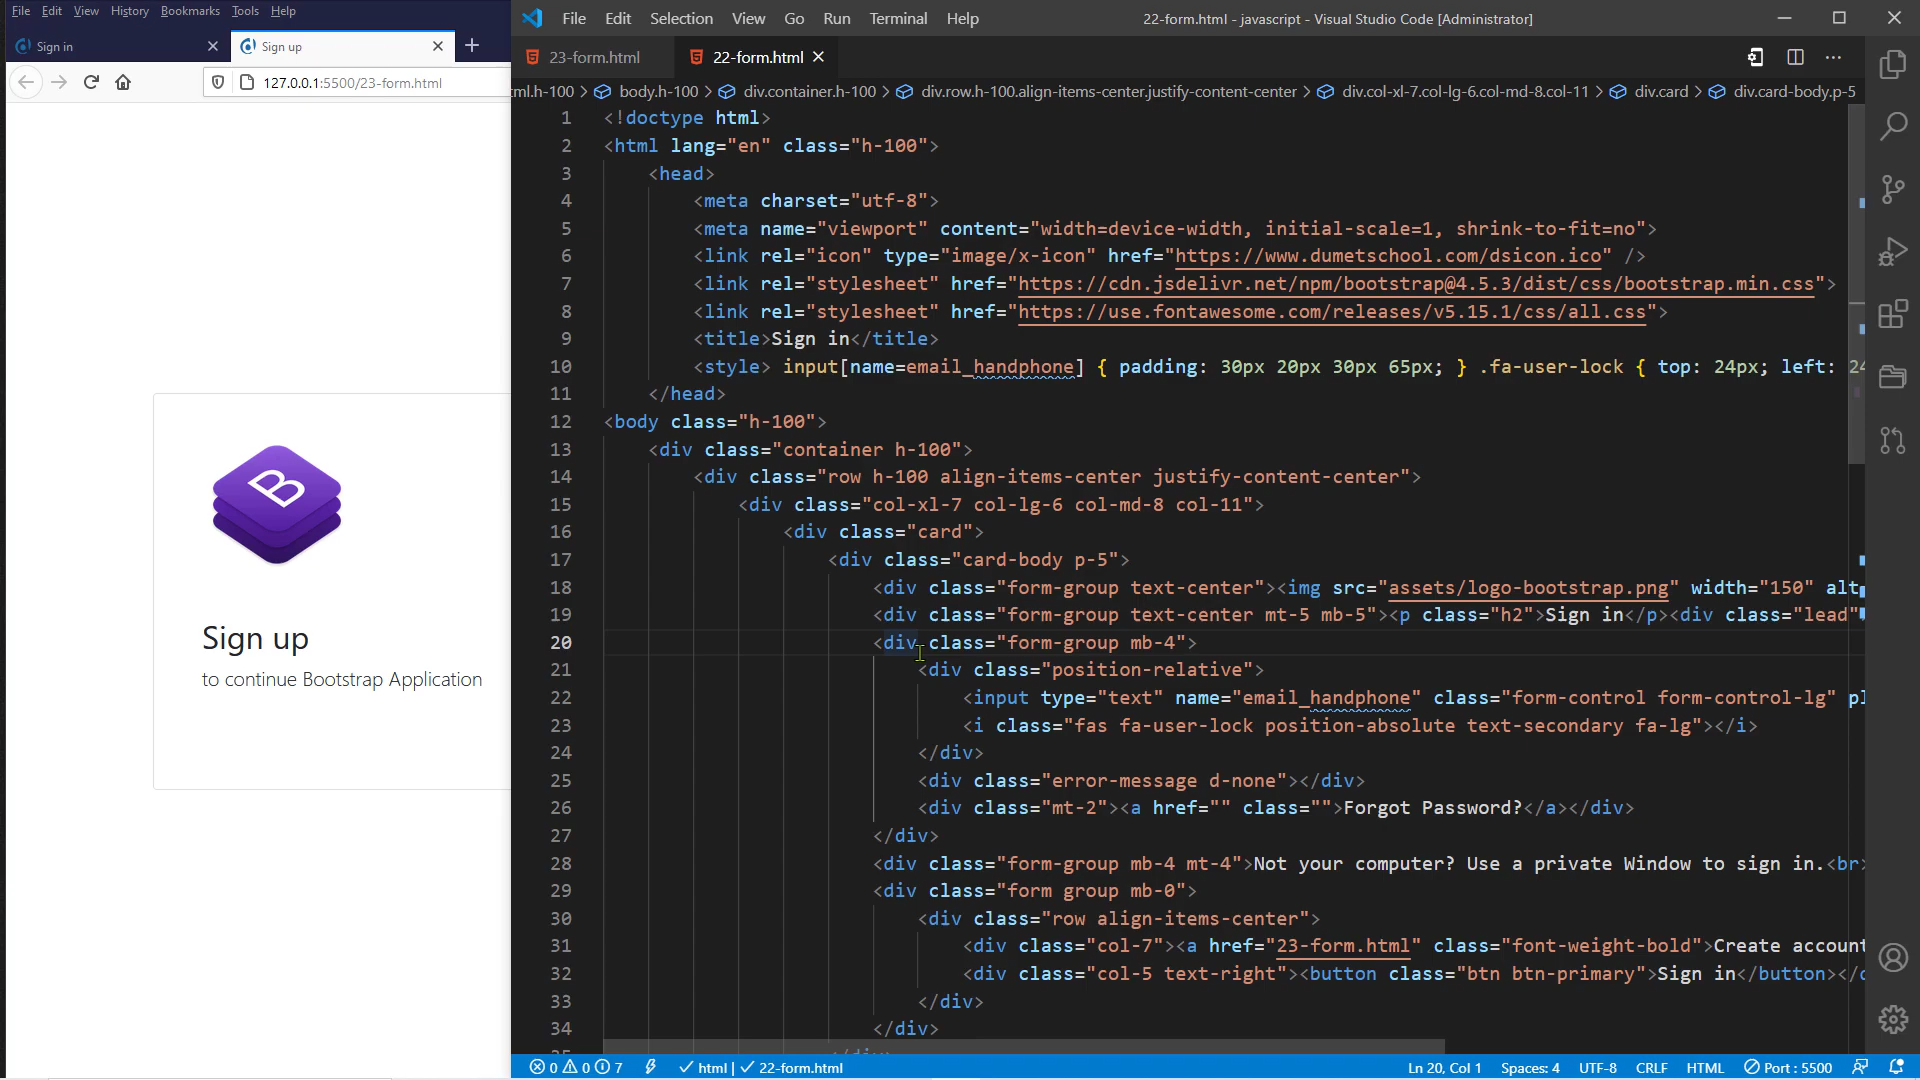 File Edit View History Bookmarks Tools Help
Sign in
Sign up
127.0.0.1:5500/23-form.html
Sign up
to continue Bootstrap Application
File Edit Selection View Go Run Terminal Help
22-form.html - javascript - Visual Studio Code [Administrator]
23-form.html
22-form.html
ml.h-100 > body.h-100 > div.container.h-100 > div.row.h-100.align-items-center.justify-content-center > div.col-xl-7.col-lg-6.col-md-8.col-11 > div.card > div.card-body.p-5
1 <!doctype html>
2 <html lang="en" class="h-100">
3 <head>
4 <meta charset="utf-8">
5 <meta name="viewport" content="width=device-width, initial-scale=1, shrink-to-fit=no">
6 <link rel="icon" type="image/x-icon" href="https://www.dumetschool.com/dsicon.ico" />
7 <link rel="stylesheet" href="https://cdn.jsdelivr.net/npm/bootstrap@4.5.3/dist/css/bootstrap.min.css">
8 <link rel="stylesheet" href="https://use.fontawesome.com/releases/v5.15.1/css/all.css">
9 <title>Sign in</title>
10 <style> input[name=email_handphone] { padding: 30px 20px 30px 65px; } .fa-user-lock { top: 24px; left: 24
11 </head>
12 <body class="h-100">
13 <div class="container h-100">
14 <div class="row h-100 align-items-center justify-content-center">
15 <div class="col-xl-7 col-lg-6 col-md-8 col-11">
16 <div class="card">
17 <div class="card-body p-5">
18 <div class="form-group text-center"><img src="assets/logo-bootstrap.png" width="150" alt
19 <div class="form-group text-center mt-5 mb-5"><p class="h2">Sign in</p><div class="lead"
20 <div class="form-group mb-4">
21 <div class="position-relative">
22 <input type="text" name="email_handphone" class="form-control form-control-lg" pl
23 <i class="fas fa-user-lock position-absolute text-secondary fa-lg"></i>
24 </div>
25 <div class="error-message d-none"></div>
26 <div class="mt-2"><a href="" class="">Forgot Password?</a></div>
27 </div>
28 <div class="form-group mb-4 mt-4">Not your computer? Use a private Window to sign in.<br>
29 <div class="form group mb-0">
30 <div class="row align-items-center">
31 <div class="col-7"><a href="23-form.html" class="font-weight-bold">Create account
32 <div class="col-5 text-right"><button class="btn btn-primary">Sign in</button></d
33 </div>
34 </div>
0 0 7 html | 22-form.html Ln 20, Col 1 Spaces: 4 UTF-8 CRLF HTML Port : 5500